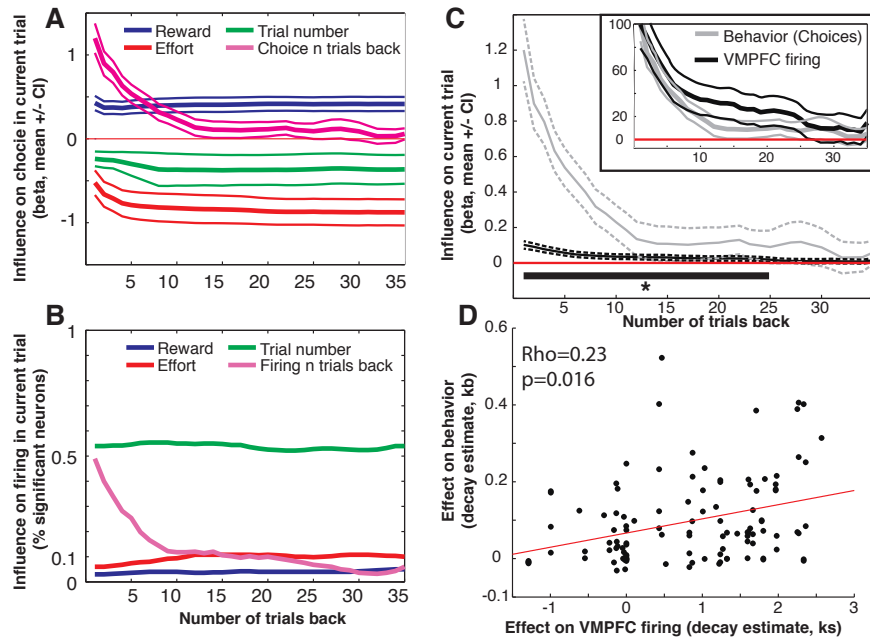 A
Influence on chocie in current trial
(beta, mean +/- CI)
1
0
-1
Reward
Effort
Trial number
Choice n trials back
5 10 15 20 25 30 35
B
Influence on firing in current trial
(% significant neurons)
1
0.5
0.1
0
Reward
Effort
Trial number
Firing n trials back
5 10 15 20 25 30 35
Number of trials back
C
Influence on current trial
(beta, mean +/- CI)
1.2
1
0.8
0.6
0.4
0.2
0
100
80
60
40
20
0
Behavior (Choices)
VMPFC firing
0 10 20 30
*
5 10 15 20 25 30
Number of trials back
D
Effect on behavior
(decay estimate, kb)
0.6
0.4
0.2
0
-0.1
Rho=0.23
p=0.016
-1 0 1 2 3
Effect on VMPFC firing (decay estimate, ks)